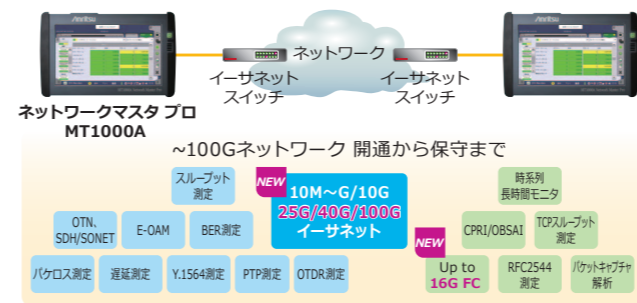 Anritsu
Anritsu
ネットワーク
イーサネット
スイッチ
イーサネット
スイッチ
ネットワークマスタ プロ
MT1000A
~100Gネットワーク 開通から保守まで
スループット
測定
NEW
10M～G/10G
25G/40G/100G
イーサネット
時系列
長時間モニタ
OTN、
SDH/SONET
E-OAM
BER測定
CPRI/OBSAI
TCPスループット
測定
NEW
パケロス測定
遅延測定
Y.1564測定
PTP測定
OTDR測定
Up to
16G FC
RFC2544
測定
パケットキャプチャ
解析